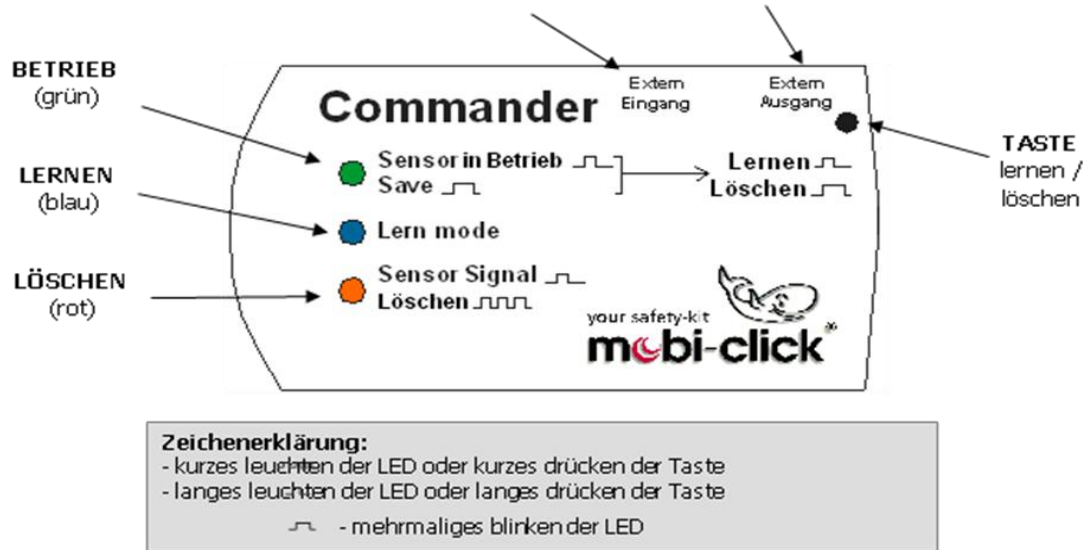 BETRIEB
(grün)
LERNEN
(blau)
LÖSCHEN
(rot)
Commander
Extern
Eingang
Extern
Ausgang
Sensor in Betrieb
Save
Lernen
Löschen
Lern mode
Sensor Signal
Löschen
your safety-kit
mobi-click
TASTE
lernen /
löschen
Zeichenerklärung:
- kurzes leuchten der LED oder kurzes drücken der Taste
- langes leuchten der LED oder langes drücken der Taste
- mehrmaliges blinken der LED